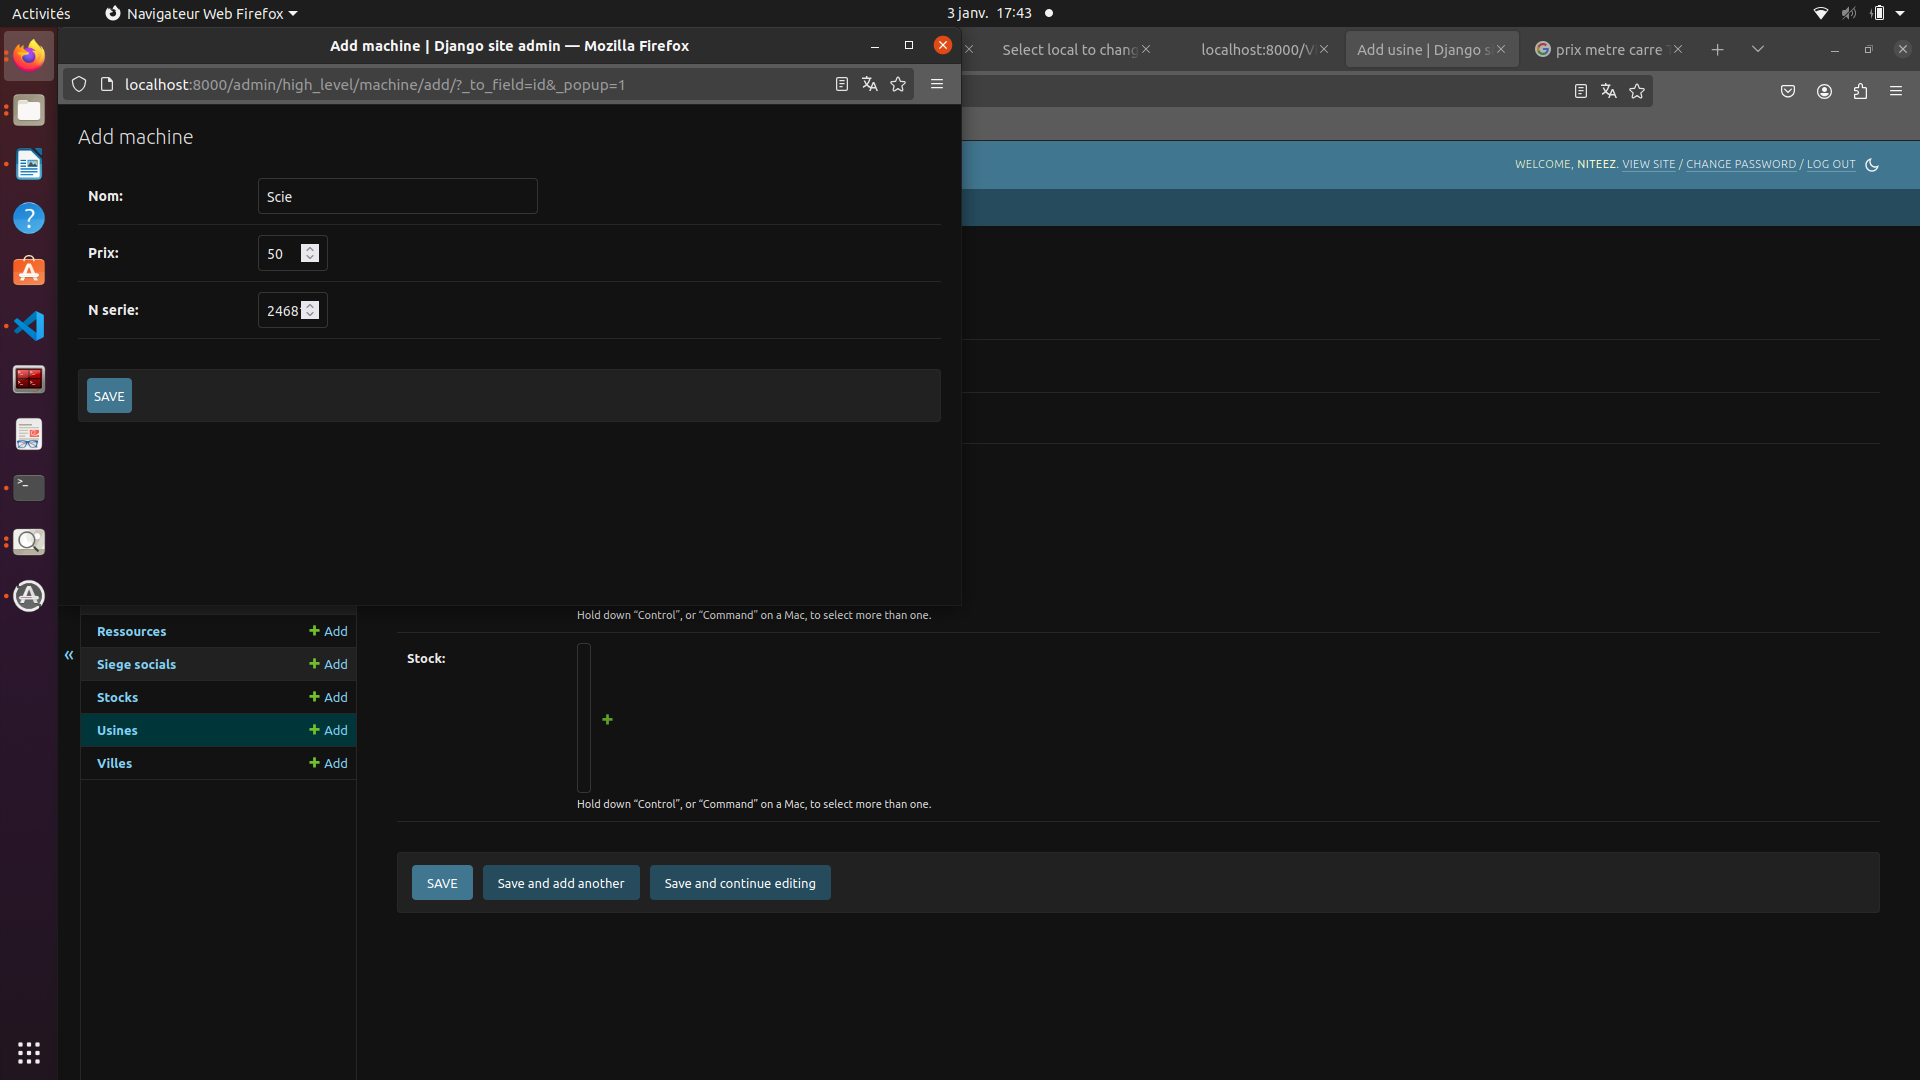 Activités
Navigateur Web Firefox
3 janv. 17:43
Add machine | Django site admin — Mozilla Firefox
Select local to chang
localhost:8000/V
Add usine | Django s
prix metre carre
localhost:8000/admin/high_level/machine/add/?_to_field=id&_popup=1
Add machine
WELCOME, NITEEZ. VIEW SITE / CHANGE PASSWORD / LOG OUT
Nom:
Scie
Prix:
50
N serie:
2468
SAVE
Hold down “Control”, or “Command” on a Mac, to select more than one.
Ressources
Add
Siege socials
Add
Stocks
Add
Usines
Add
Villes
Add
Stock:
Hold down “Control”, or “Command” on a Mac, to select more than one.
SAVE
Save and add another
Save and continue editing